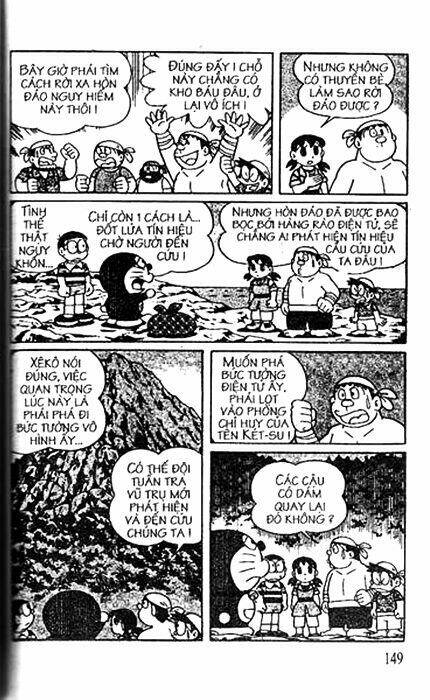 BÂY GIỜ PHẢI TÌM
CÁCH RỜI XA HÒN
ĐẢO NGUY HIỂM
NÀY THÔI!
ĐÚNG ĐẤY! CHỖ
NÀY CHẲNG CÓ
KHO BÁU ĐÂU, Ở
LẠI VÔ ÍCH!
NHƯNG KHÔNG
CÓ THUYỀN BÈ,
LÀM SAO RỜI
ĐẢO ĐƯỢC?
TÌNH
THẾ
THẬT
NGUY
KHỐN...
CHỈ CÒN 1 CÁCH LÀ...
ĐỐT LỬA TÍN HIỆU
CHỜ NGƯỜI ĐẾN
CỨU!
NHƯNG HÒN ĐẢO ĐÃ ĐƯỢC BAO
BỌC BỞI HÀNG RÀO ĐIỆN TỬ, SẼ
CHẲNG AI PHÁT HIỆN TÍN HIỆU
CẦU CỨU CỦA
TA ĐÂU!
XÊKÔ NÓI
ĐÚNG, VIỆC
QUAN TRỌNG
LÚC NÀY LÀ
PHẢI PHÁ ĐI
BỨC TƯỜNG VÔ
HÌNH ẤY...
CÓ THỂ ĐỘI
TUẦN TRA
VŨ TRỤ MỚI
PHÁT HIỆN
VÀ ĐẾN CỨU
CHÚNG TA!
MUỐN PHÁ
BỨC TƯỜNG
ĐIỆN TỬ ẤY,
PHẢI LỌT
VÀO PHÒNG
CHỈ HUY CỦA
TÊN KÉT-SU!
CÁC CẬU
CÓ DÁM
QUAY LẠI
ĐÓ KHÔNG?
149